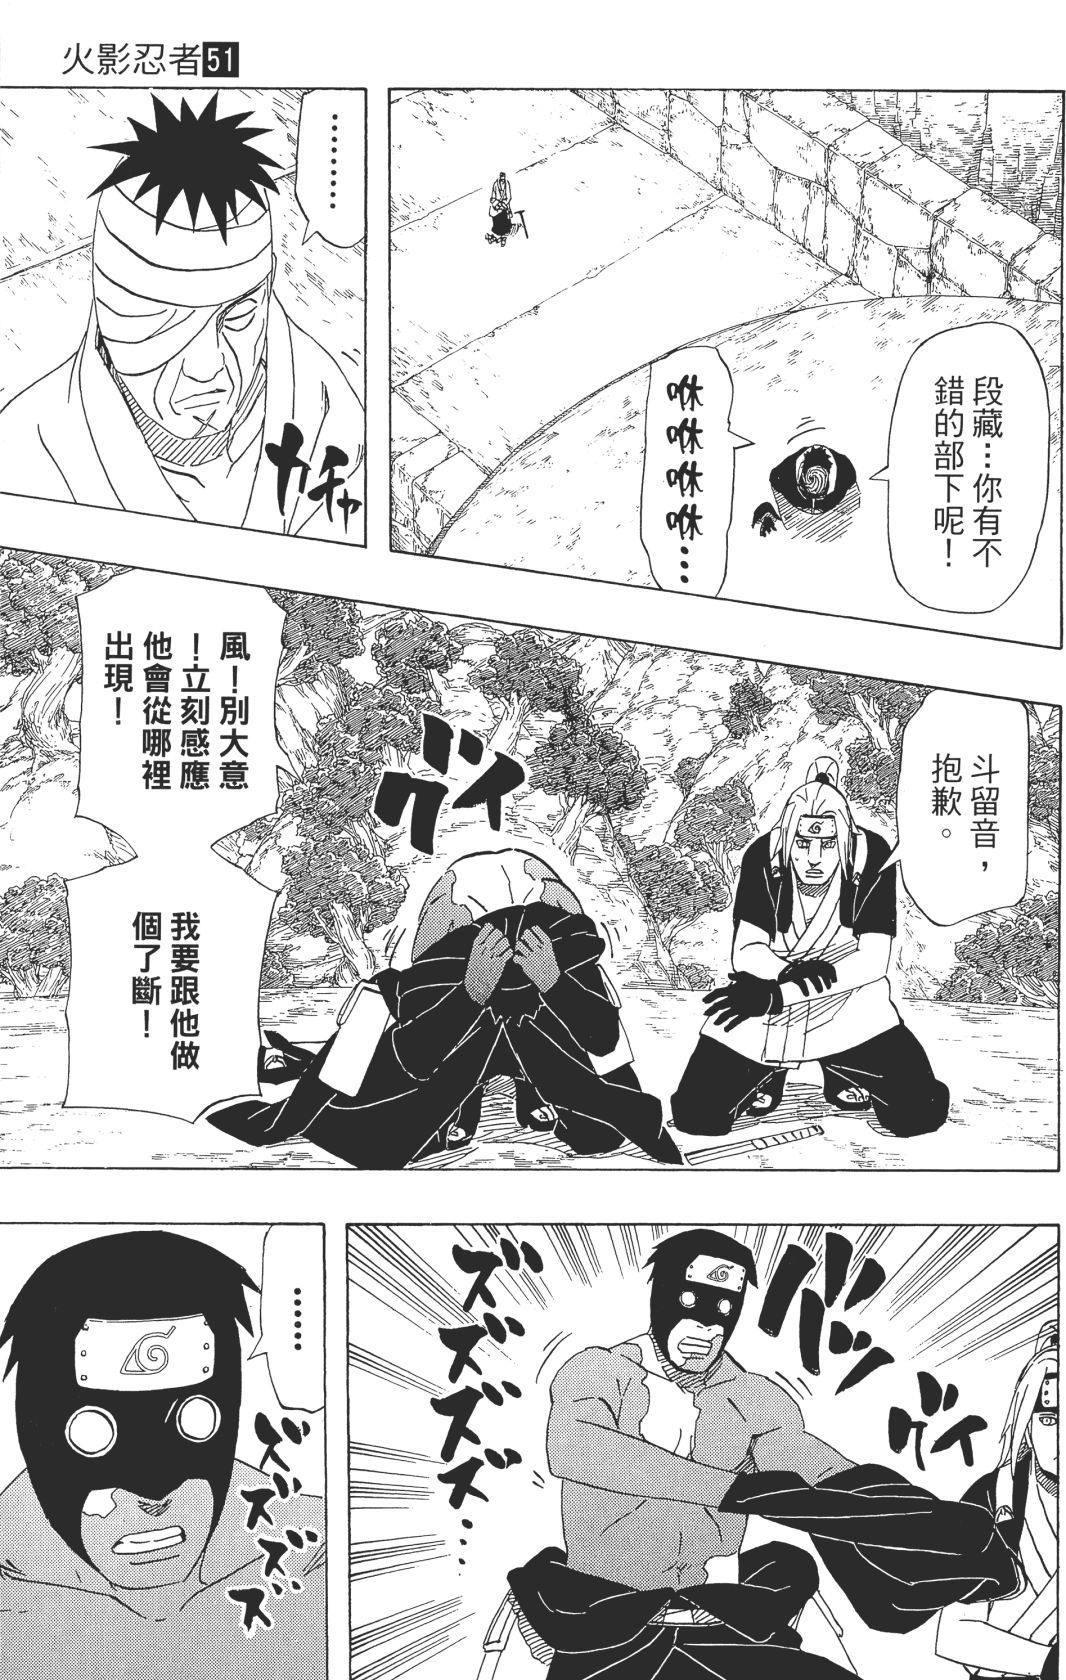 火影忍者51
段藏…你有不
錯的部下呢！
咻咻咻咻…
………
ガチャ
斗留音，
抱歉。
グイ
風！別大意
！立刻感應
他會從哪裡
出現！
我要跟他做
個了斷！
バッ
グイ
ズズズズ…
……
ズズズズ